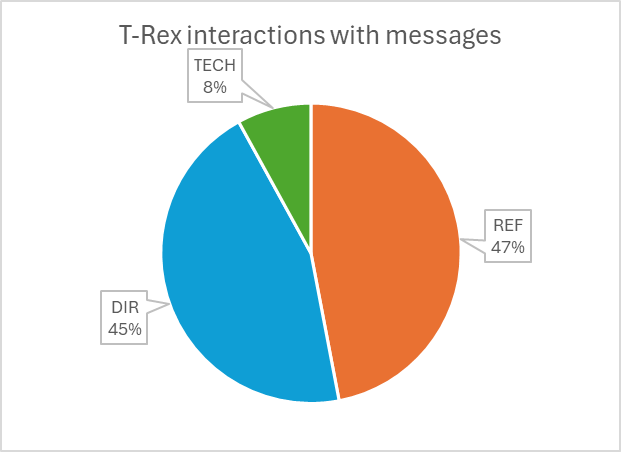 T-Rex interactions with messages
TECH
8%
REF
47%
DIR
45%